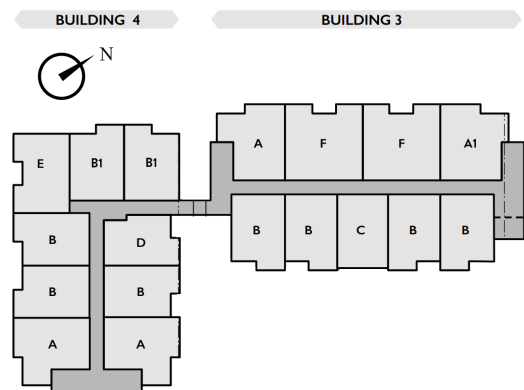 BUILDING 4 BUILDING 3
N
A F F A1
E B1 B1
B B C B B
B D
B B
A A